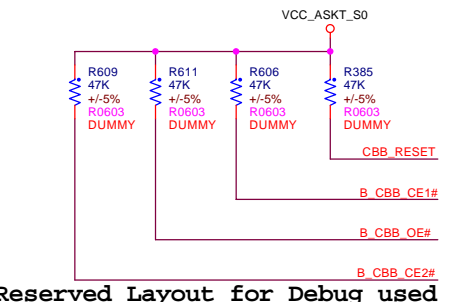 VCC_ASKT_S0
R609
47K
+/-5%
R0603
DUMMY
R611
47K
+/-5%
R0603
DUMMY
R606
47K
+/-5%
R0603
DUMMY
R385
47K
+/-5%
R0603
DUMMY
CBB_RESET
B_CBB_CE1#
B_CBB_OE#
B_CBB_CE2#
Reserved Layout for Debug used